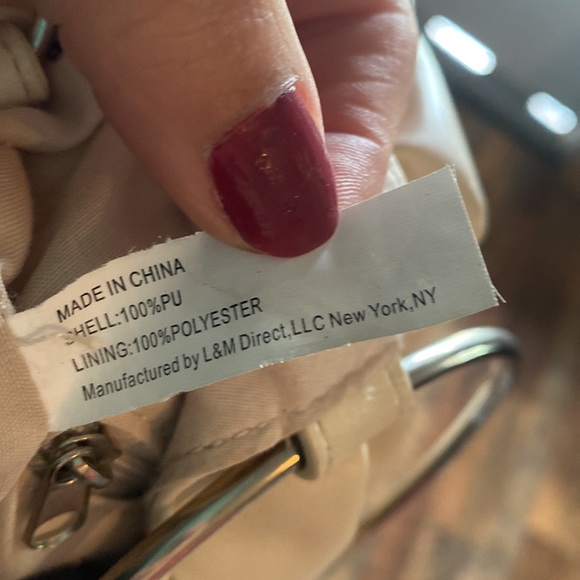 MADE IN CHINA
SHELL:100%PU
LINING:100%POLYESTER
Manufactured by L&M Direct,LLC New York,NY